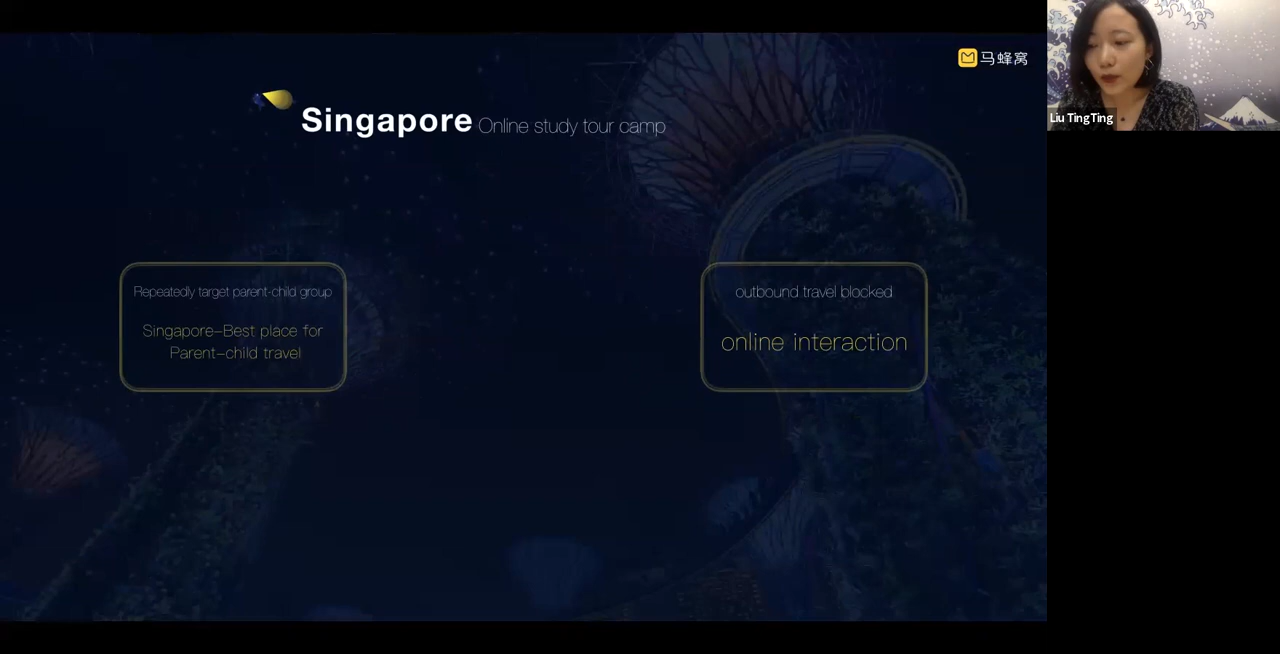 马蜂窝
Singapore Online study tour camp
Repeatedly target parent-child group
Singapore-Best place for
Parent-child travel
outbound travel blocked
online interaction
Liu TingTing